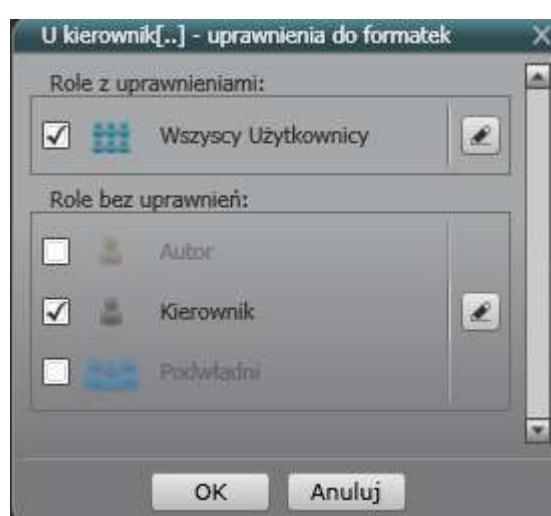 U kierownik[..] - uprawnienia do formatek
Role z uprawnieniami:
Wszyscy Użytkownicy
Role bez uprawnień:
Autor
Kierownik
Podwładni
OK Anuluj